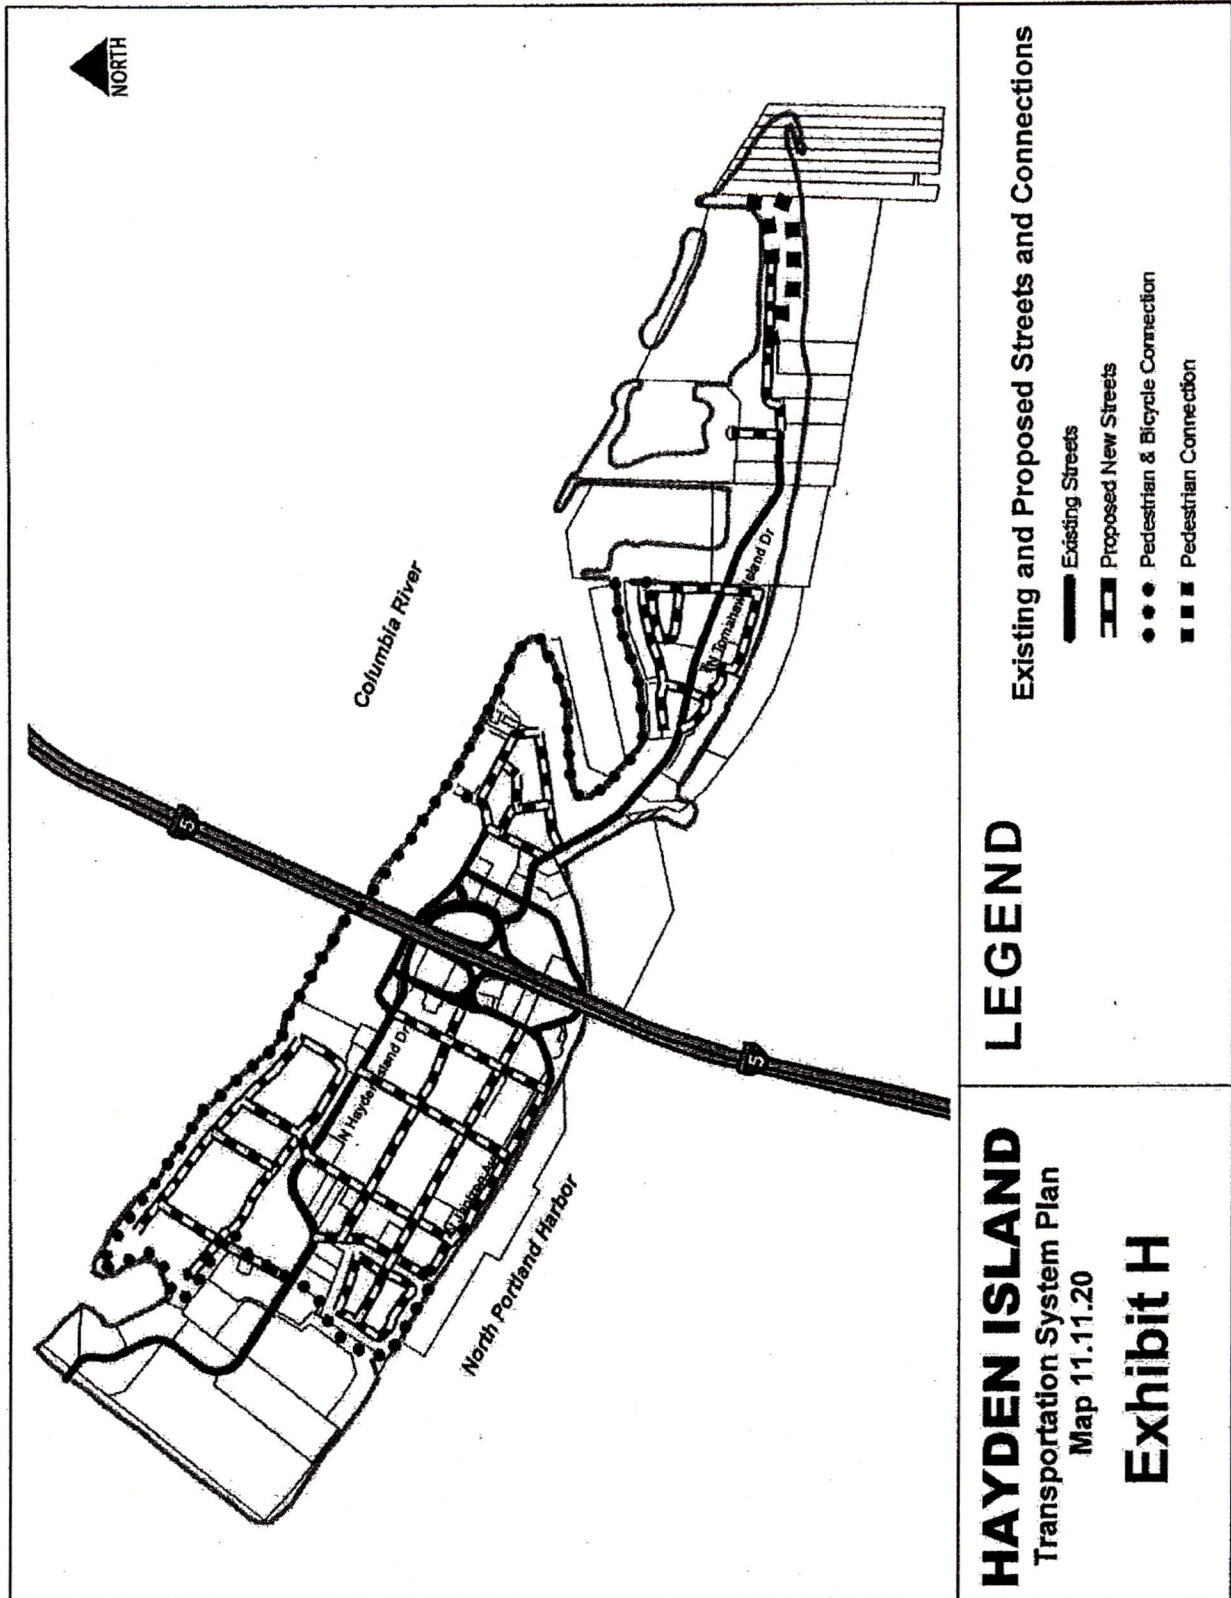 NORTH
Columbia River
5
N Hayden Island Dr
N Tomahawk Island Dr
5
North Portland Harbor
HAYDEN ISLAND
Transportation System Plan
Map 11.11.20
Exhibit H
LEGEND
Existing and Proposed Streets and Connections
Existing Streets
Proposed New Streets
Pedestrian & Bicycle Connection
Pedestrian Connection